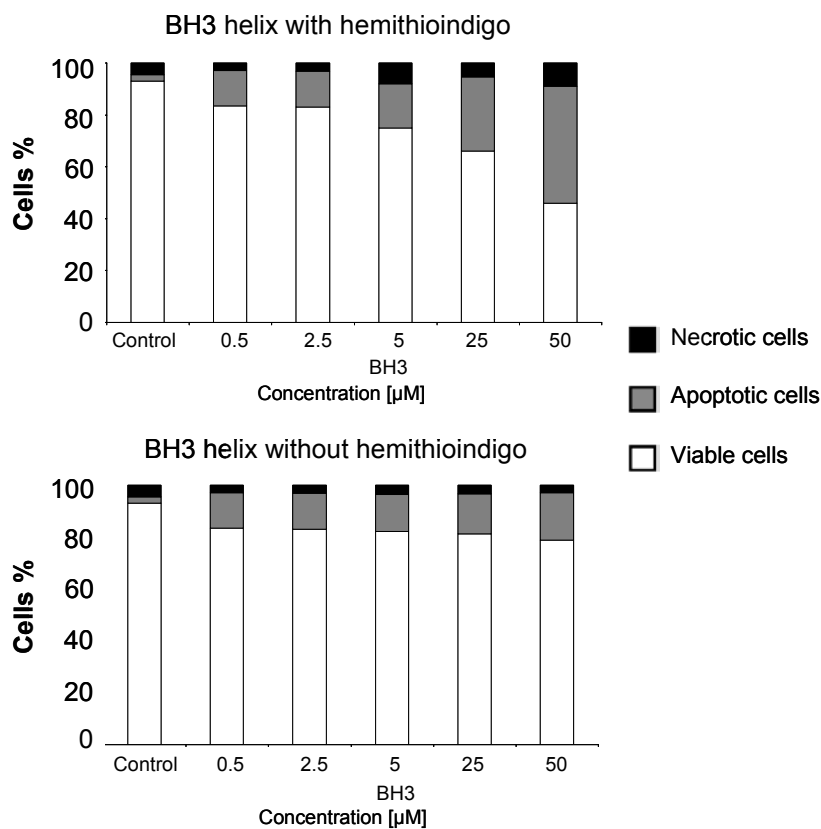 BH3 helix with hemithioindigo
100
80
60
40
20
0
Cells %
Control 0.5 2.5 5 25 50
BH3
Concentration [µM]
Necrotic cells
Apoptotic cells
Viable cells
BH3 helix without hemithioindigo
100
80
60
40
20
0
Cells %
Control 0.5 2.5 5 25 50
BH3
Concentration [µM]